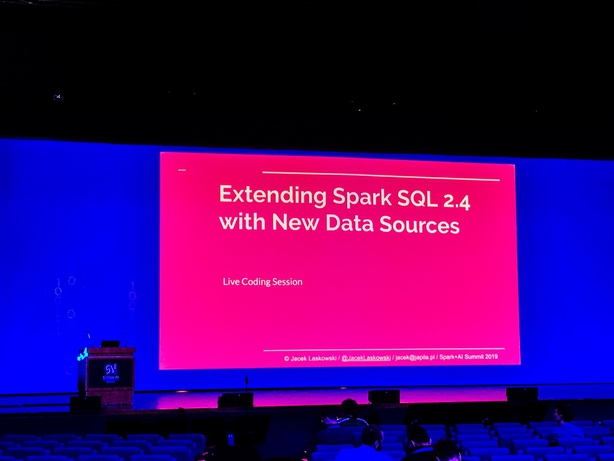 Extending Spark SQL 2.4
with New Data Sources
Live Coding Session
© Jacek Laskowski / @JacekLaskowski / jacek@japila.pl / Spark+AI Summit 2019